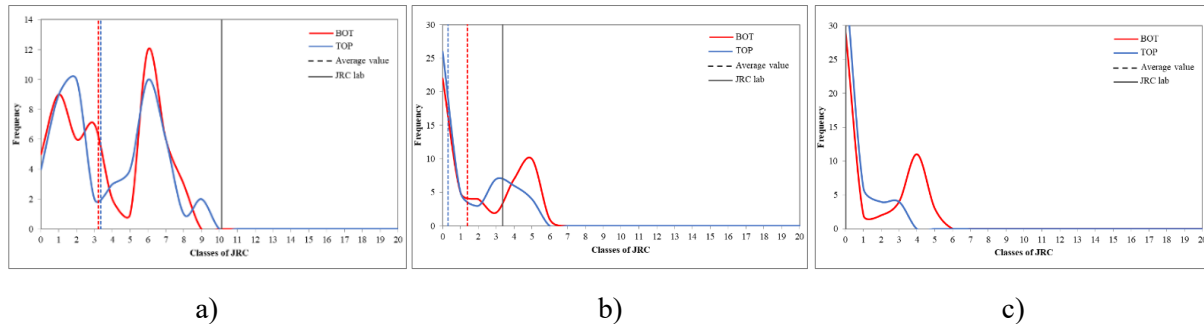 14
12
10
8
6
4
2
0
Frequency
BOT
TOP
Average value
JRC lab
0 1 2 3 4 5 6 7 8 9 10 11 12 13 14 15 16 17 18 19 20
Classes of JRC
30
25
20
15
10
5
0
Frequency
BOT
TOP
Average value
JRC lab
0 1 2 3 4 5 6 7 8 9 10 11 12 13 14 15 16 17 18 19 20
Classes of JRC
30
25
20
15
10
5
0
Frequency
BOT
TOP
Average value
JRC lab
0 1 2 3 4 5 6 7 8 9 10 11 12 13 14 15 16 17 18 19 20
Classes of JRC
a) b) c)